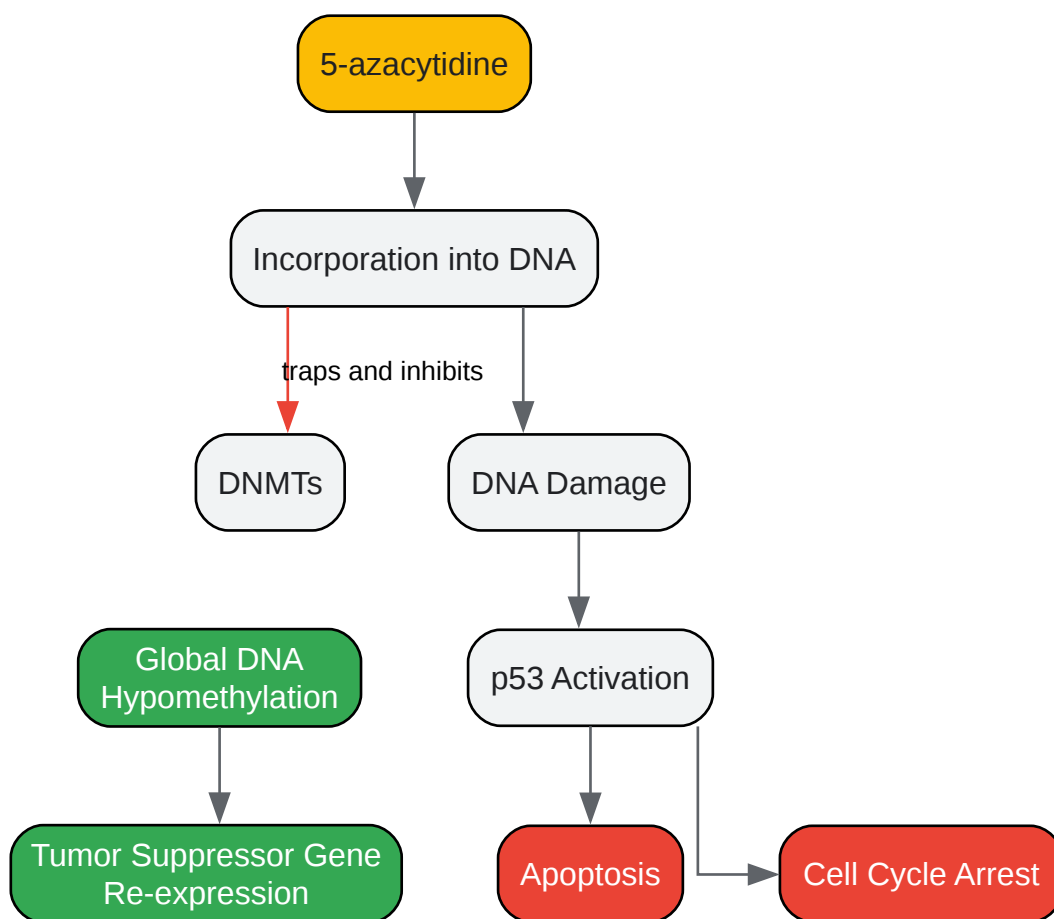 5-azacytidine
Incorporation into DNA
traps and inhibits
DNMTs
DNA Damage
Global DNA
Hypomethylation
p53 Activation
Tumor Suppressor Gene
Re-expression
Apoptosis
Cell Cycle Arrest